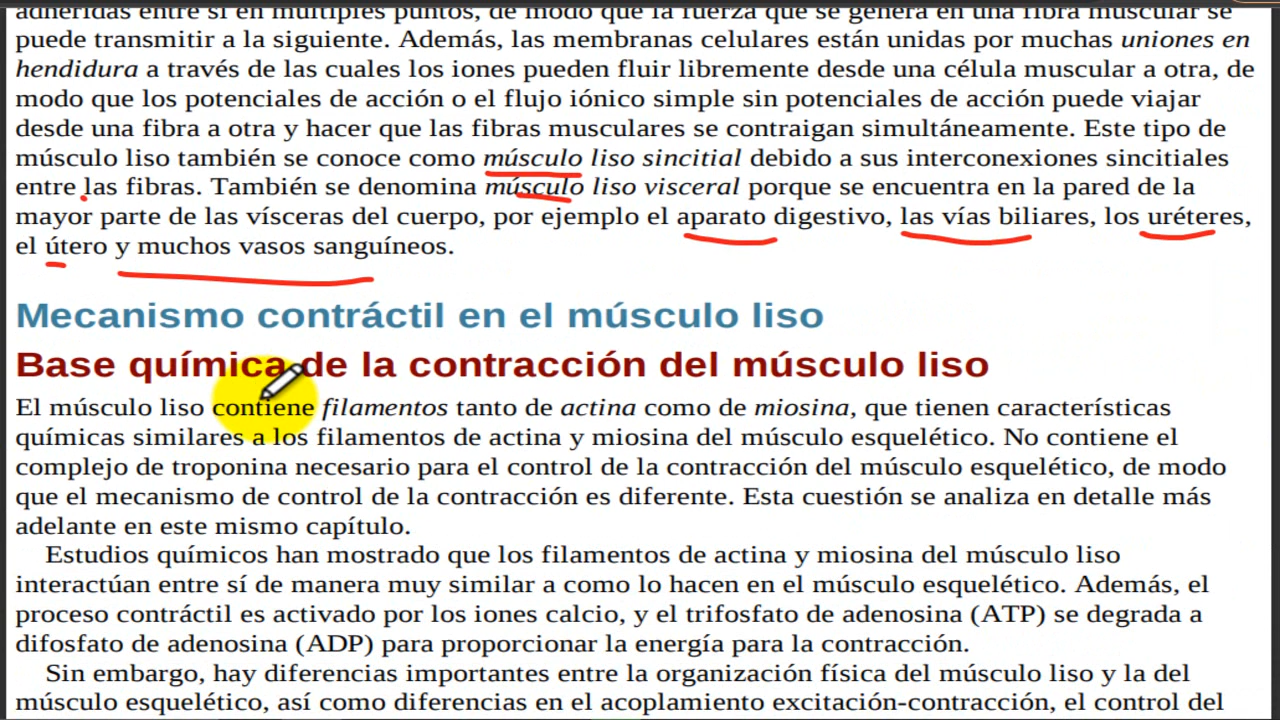 adheridas entre sí en múltiples puntos, de modo que la fuerza que se genera en una fibra muscular se
puede transmitir a la siguiente. Además, las membranas celulares están unidas por muchas uniones en
hendidura a través de las cuales los iones pueden fluir libremente desde una célula muscular a otra, de
modo que los potenciales de acción o el flujo iónico simple sin potenciales de acción puede viajar
desde una fibra a otra y hacer que las fibras musculares se contraigan simultáneamente. Este tipo de
músculo liso también se conoce como músculo liso sincitial debido a sus interconexiones sincitiales
entre las fibras. También se denomina músculo liso visceral porque se encuentra en la pared de la
mayor parte de las vísceras del cuerpo, por ejemplo el aparato digestivo, las vías biliares, los uréteres,
el útero y muchos vasos sanguíneos.
Mecanismo contráctil en el músculo liso
Base química de la contracción del músculo liso
El músculo liso contiene filamentos tanto de actina como de miosina, que tienen características
químicas similares a los filamentos de actina y miosina del músculo esquelético. No contiene el
complejo de troponina necesario para el control de la contracción del músculo esquelético, de modo
que el mecanismo de control de la contracción es diferente. Esta cuestión se analiza en detalle más
adelante en este mismo capítulo.
Estudios químicos han mostrado que los filamentos de actina y miosina del músculo liso
interactúan entre sí de manera muy similar a como lo hacen en el músculo esquelético. Además, el
proceso contráctil es activado por los iones calcio, y el trifosfato de adenosina (ATP) se degrada a
difosfato de adenosina (ADP) para proporcionar la energía para la contracción.
Sin embargo, hay diferencias importantes entre la organización física del músculo liso y la del
músculo esquelético, así como diferencias en el acoplamiento excitación-contracción, el control del